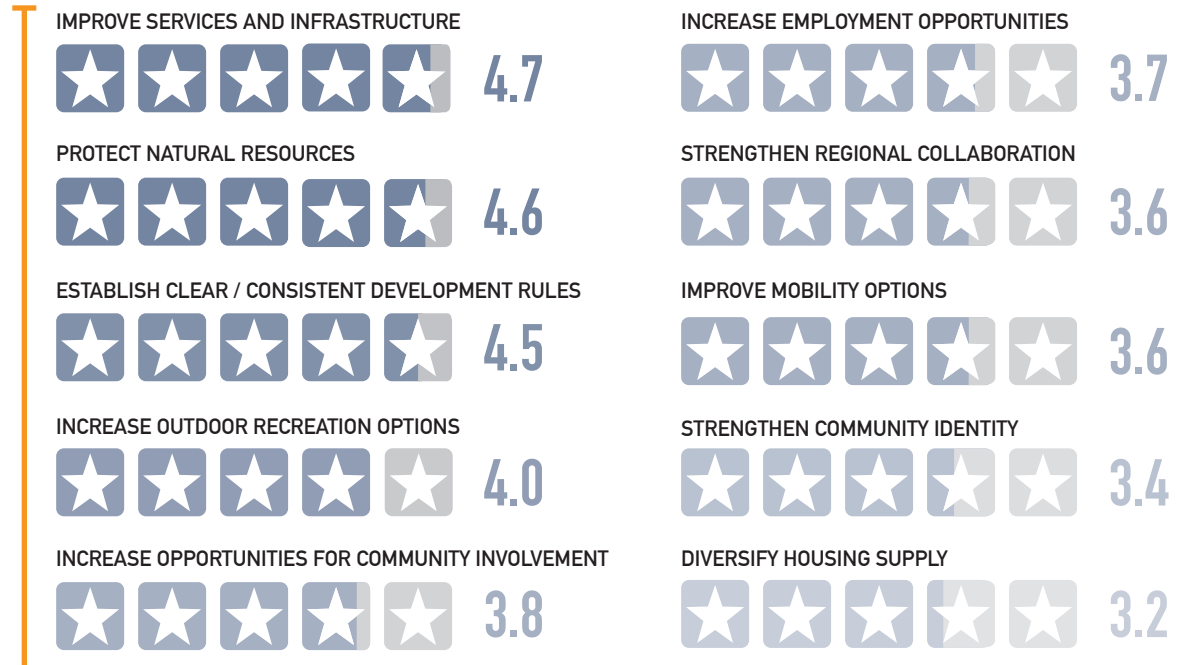 IMPROVE SERVICES AND INFRASTRUCTURE
4.7
PROTECT NATURAL RESOURCES
4.6
ESTABLISH CLEAR / CONSISTENT DEVELOPMENT RULES
4.5
INCREASE OUTDOOR RECREATION OPTIONS
4.0
INCREASE OPPORTUNITIES FOR COMMUNITY INVOLVEMENT
3.8
INCREASE EMPLOYMENT OPPORTUNITIES
3.7
STRENGTHEN REGIONAL COLLABORATION
3.6
IMPROVE MOBILITY OPTIONS
3.6
STRENGTHEN COMMUNITY IDENTITY
3.4
DIVERSIFY HOUSING SUPPLY
3.2